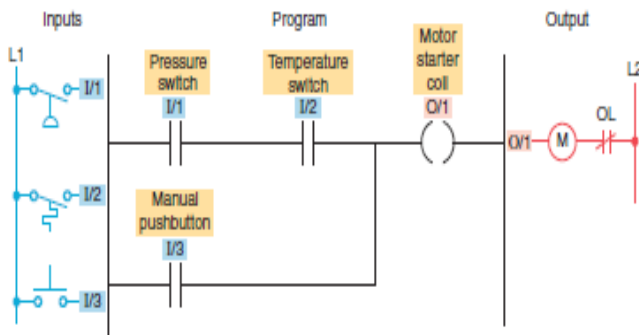 Inputs
Program
Output
L1
Pressure
switch
I/1
Temperature
switch
I/2
Motor
starter
coil
O/1
L2
I/1
O/1
M
OL
I/2
Manual
pushbutton
I/3
I/3